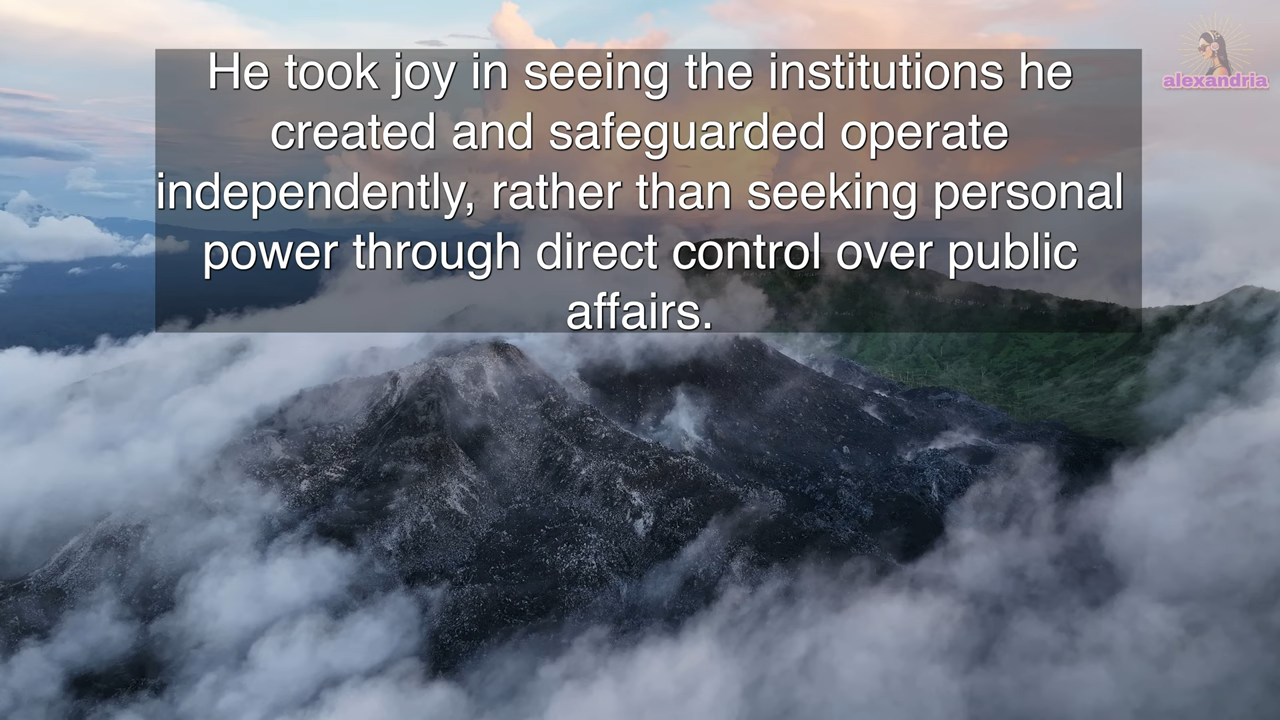 He took joy in seeing the institutions he
created and safeguarded operate
independently, rather than seeking personal
power through direct control over public
affairs.
alexandria